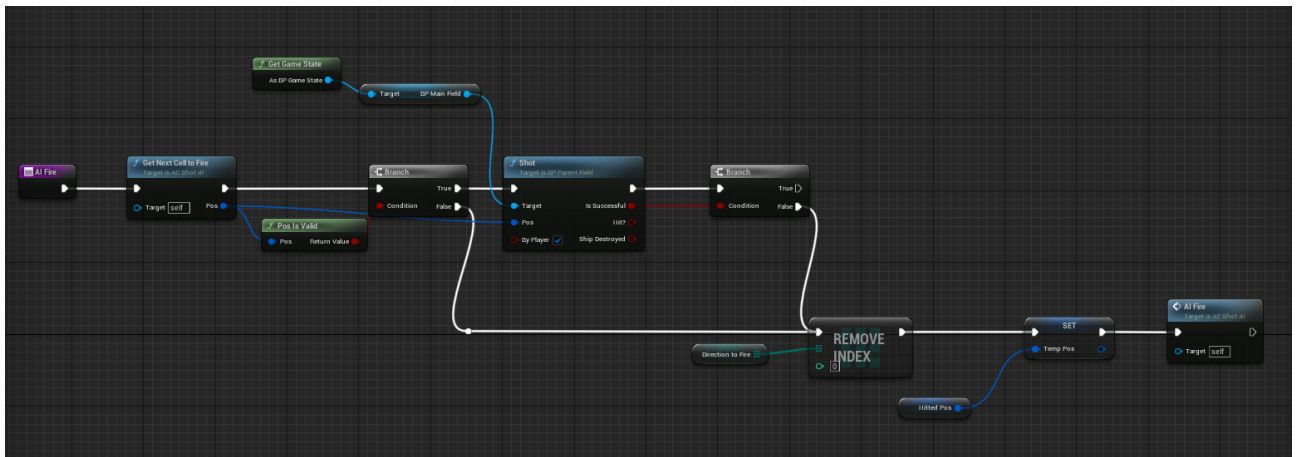 f Get Game State
As BP Game State
Target BP Main Field
AI Fire
f Get Next Cell to Fire
Target is AC Shot AI
Target self Pos
f Pos Is Valid
Pos Return Value
Branch
True
Condition False
f Shot
Target is BP Parent Field
Target Is Successful
Pos Hit?
By Player Ship Destroyed
Branch
True
Condition False
Direction to Fire
REMOVE
INDEX
0
Hitted Pos
SET
Temp Pos
AI Fire
Target is AC Shot AI
Target self